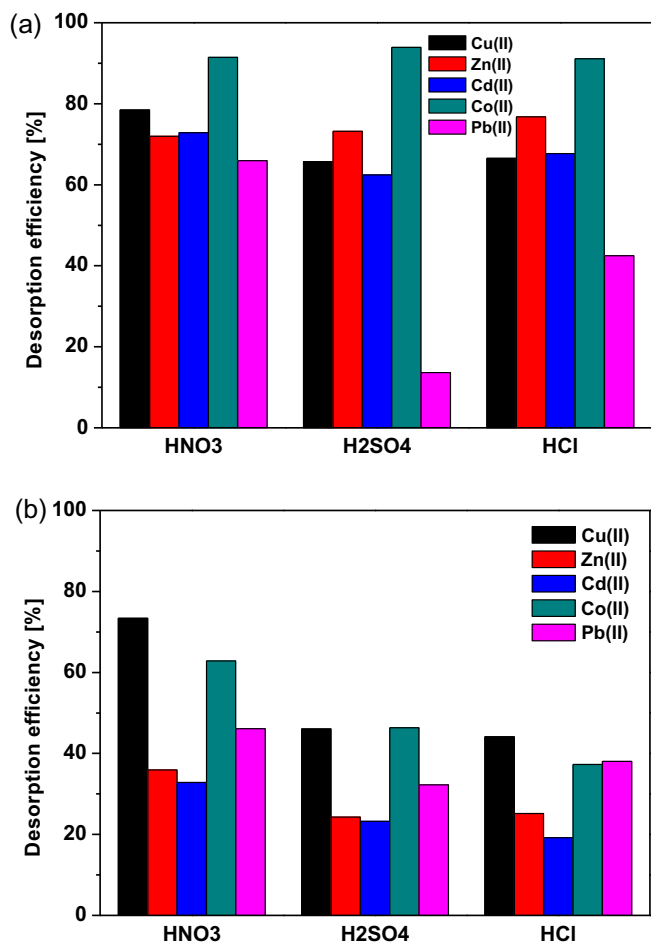 (a)
100
80
60
40
20
0
Desorption efficiency [%]
Cu(II)
Zn(II)
Cd(II)
Co(II)
Pb(II)
HNO3 H2SO4 HCl
(b)
100
80
60
40
20
0
Desorption efficiency [%]
Cu(II)
Zn(II)
Cd(II)
Co(II)
Pb(II)
HNO3 H2SO4 HCl